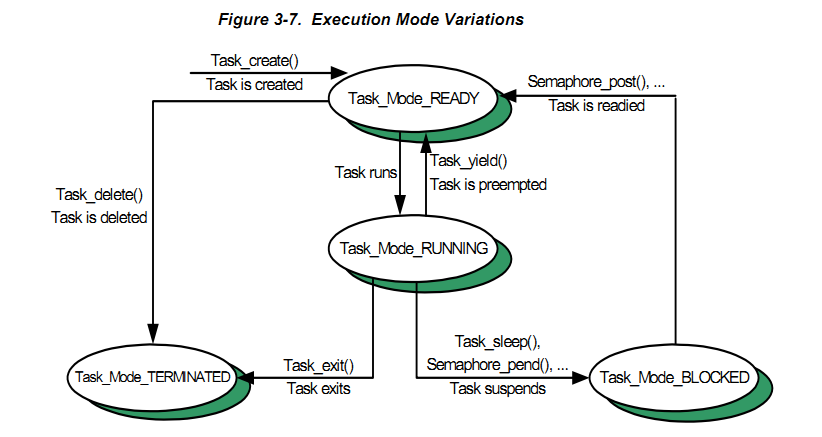 Figure 3-7. Execution Mode Variations
Task_create()
Task is created
Task_Mode_READY
Semaphore_post(), ...
Task is readied
Task runs
Task_yield()
Task is preempted
Task_delete()
Task is deleted
Task_Mode_RUNNING
Task_exit()
Task exits
Task_sleep(),
Semaphore_pend(), ...
Task suspends
Task_Mode_TERMINATED
Task_Mode_BLOCKED